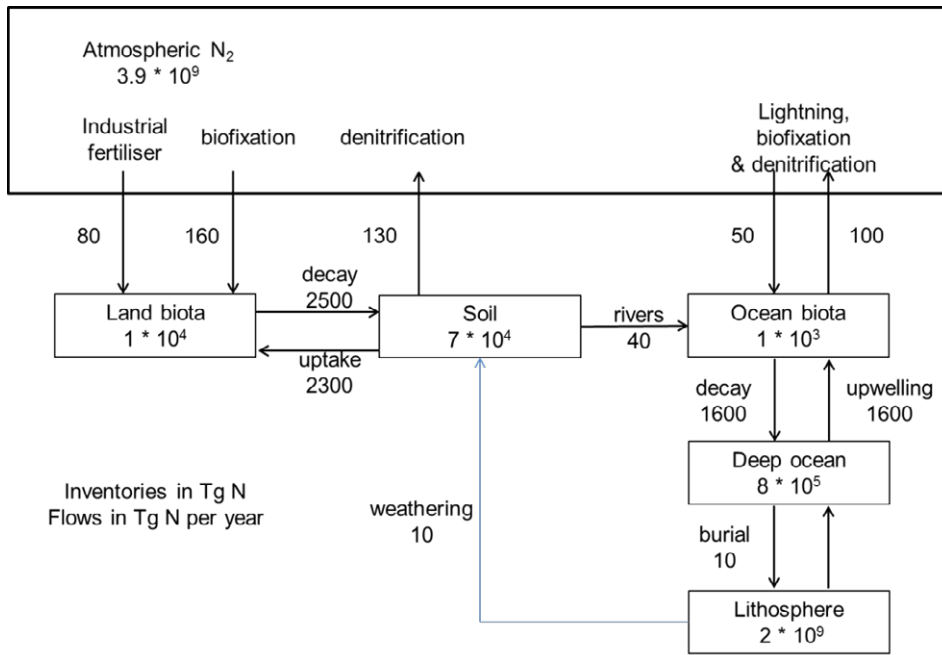 Atmospheric N₂
3.9 * 10⁹
Industrial
fertiliser
biofixation
denitrification
Lightning,
biofixation
& denitrification
80
160
130
50
100
decay
2500
Land biota
1 * 10⁴
Soil
7 * 10⁴
rivers
40
Ocean biota
1 * 10³
uptake
2300
decay
1600
upwelling
1600
Deep ocean
8 * 10⁵
Inventories in Tg N
Flows in Tg N per year
weathering
10
burial
10
Lithosphere
2 * 10⁹